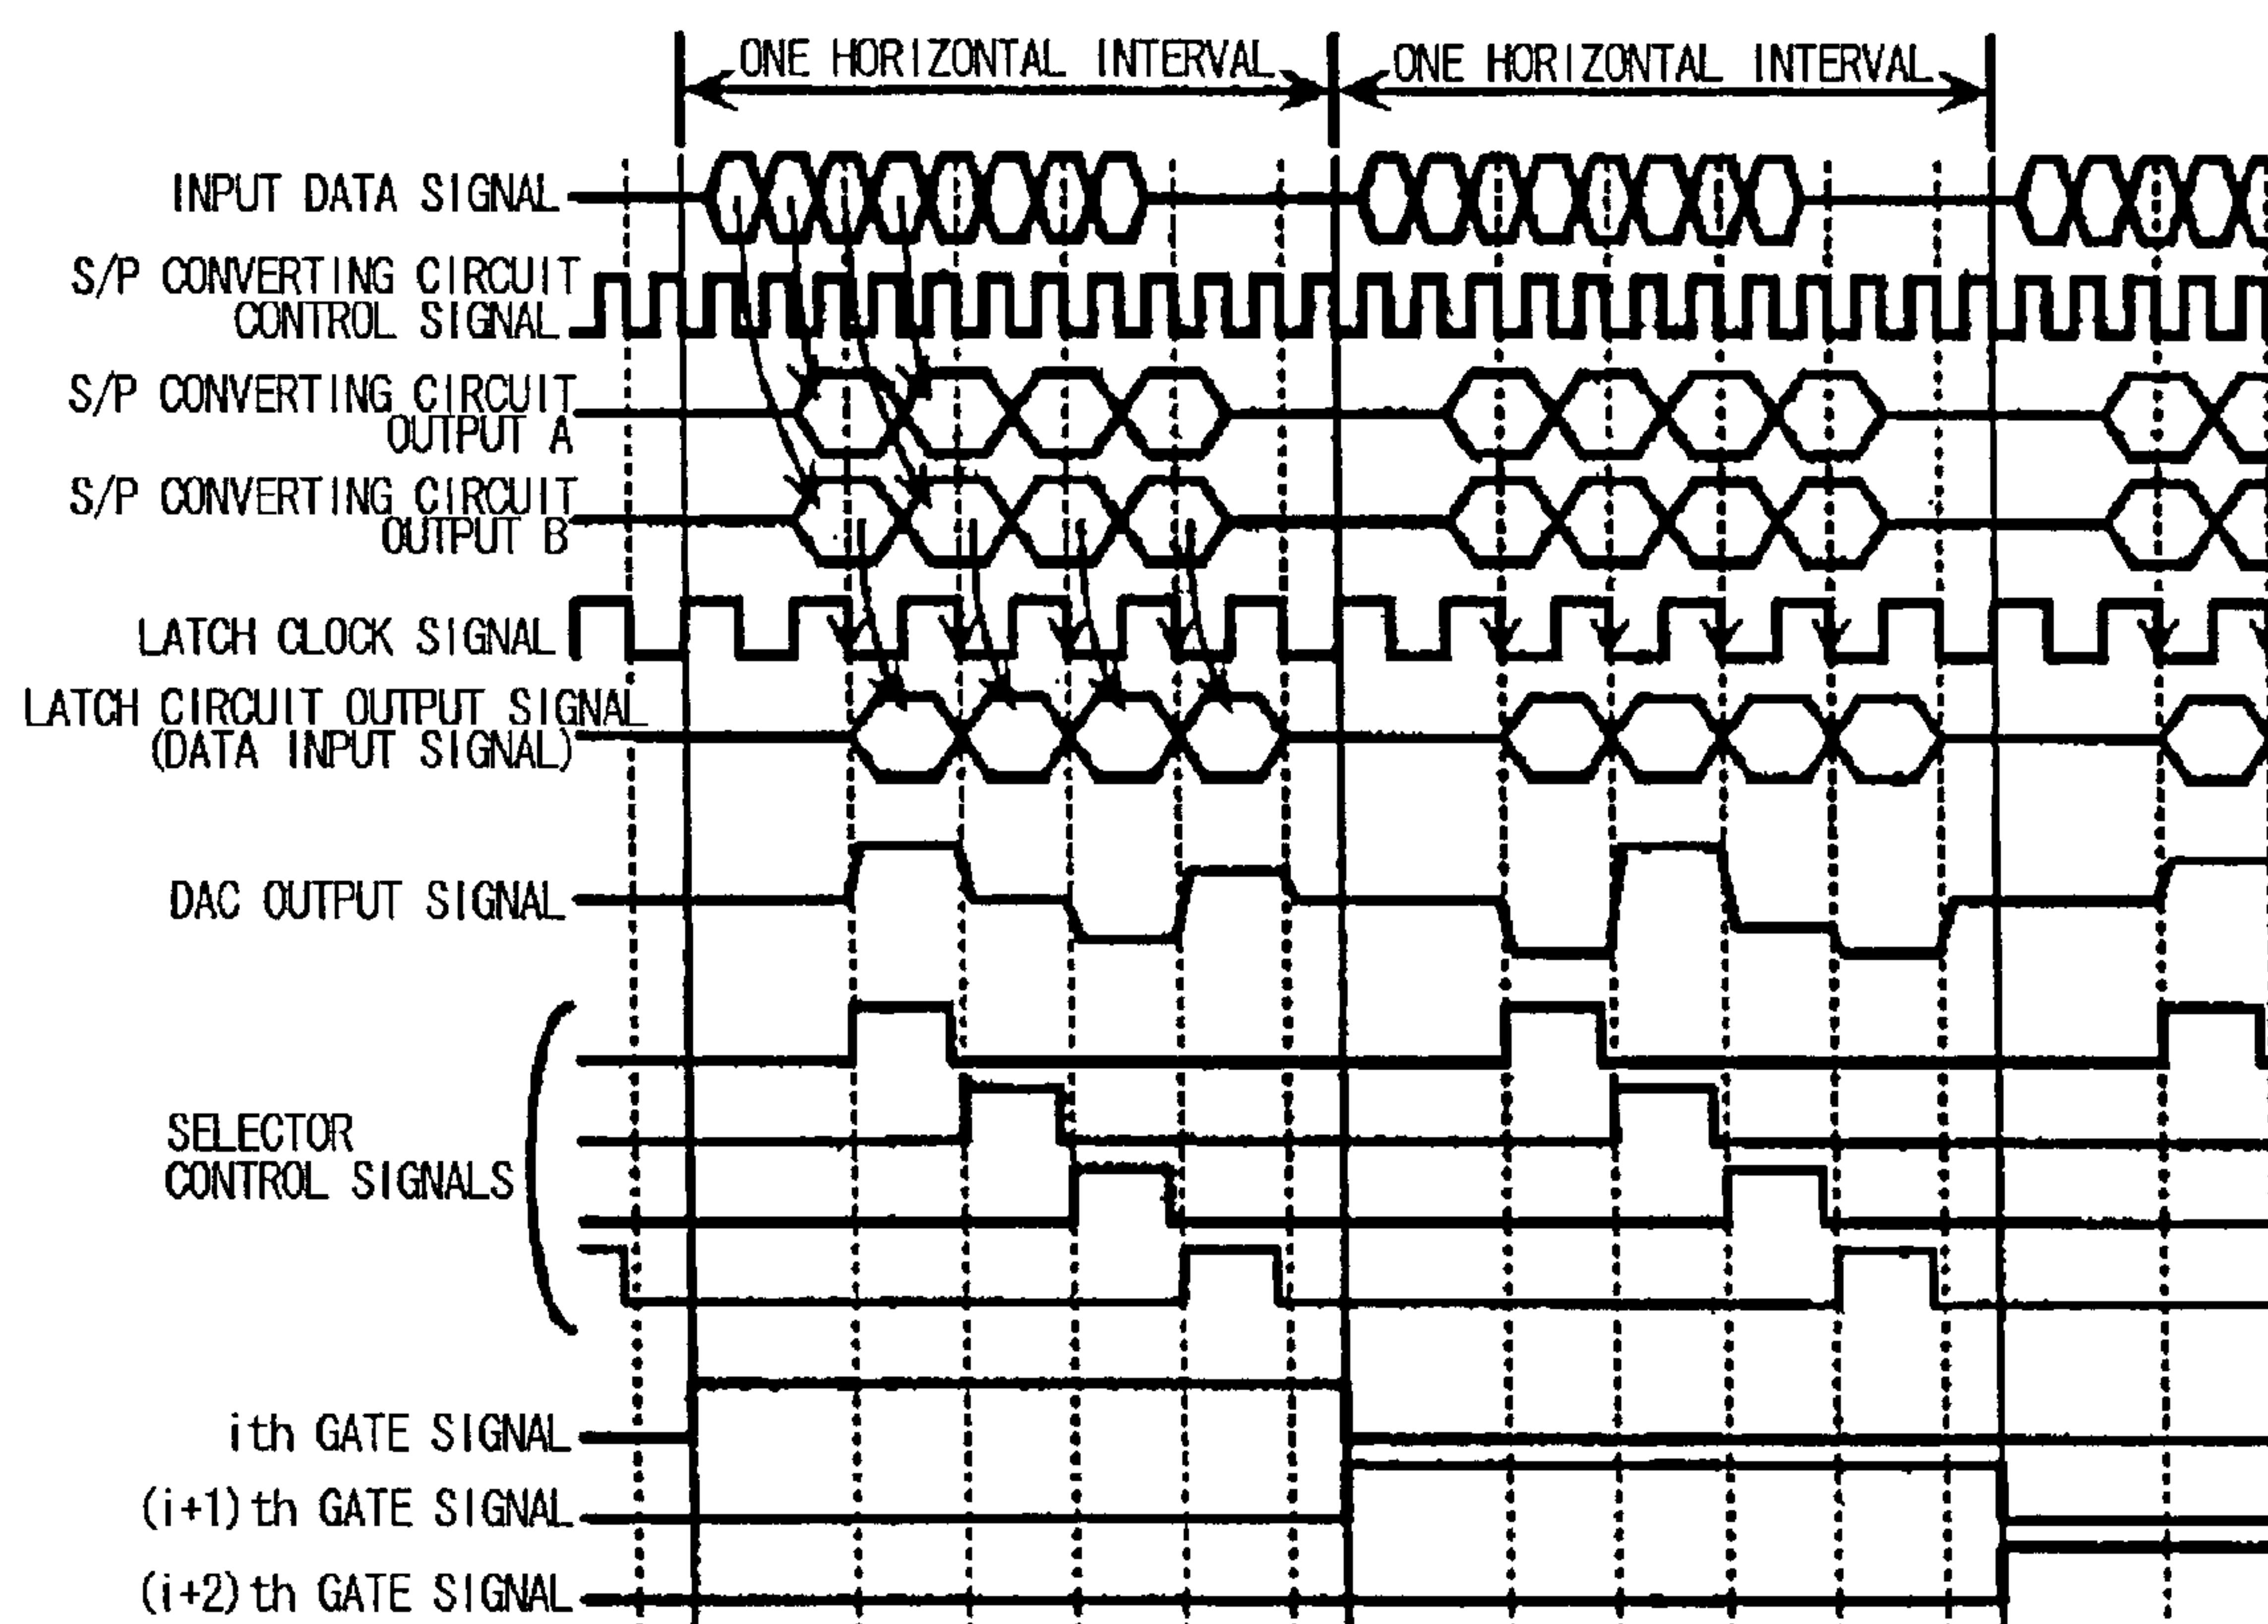 ONE HORIZONTAL INTERVAL
ONE HORIZONTAL INTERVAL
INPUT DATA SIGNAL
S/P CONVERTING CIRCUIT
CONTROL SIGNAL
S/P CONVERTING CIRCUIT
OUTPUT A
S/P CONVERTING CIRCUIT
OUTPUT B
LATCH CLOCK SIGNAL
LATCH CIRCUIT OUTPUT SIGNAL
(DATA INPUT SIGNAL)
DAC OUTPUT SIGNAL
SELECTOR
CONTROL SIGNALS
ith GATE SIGNAL
(i+1)th GATE SIGNAL
(i+2)th GATE SIGNAL